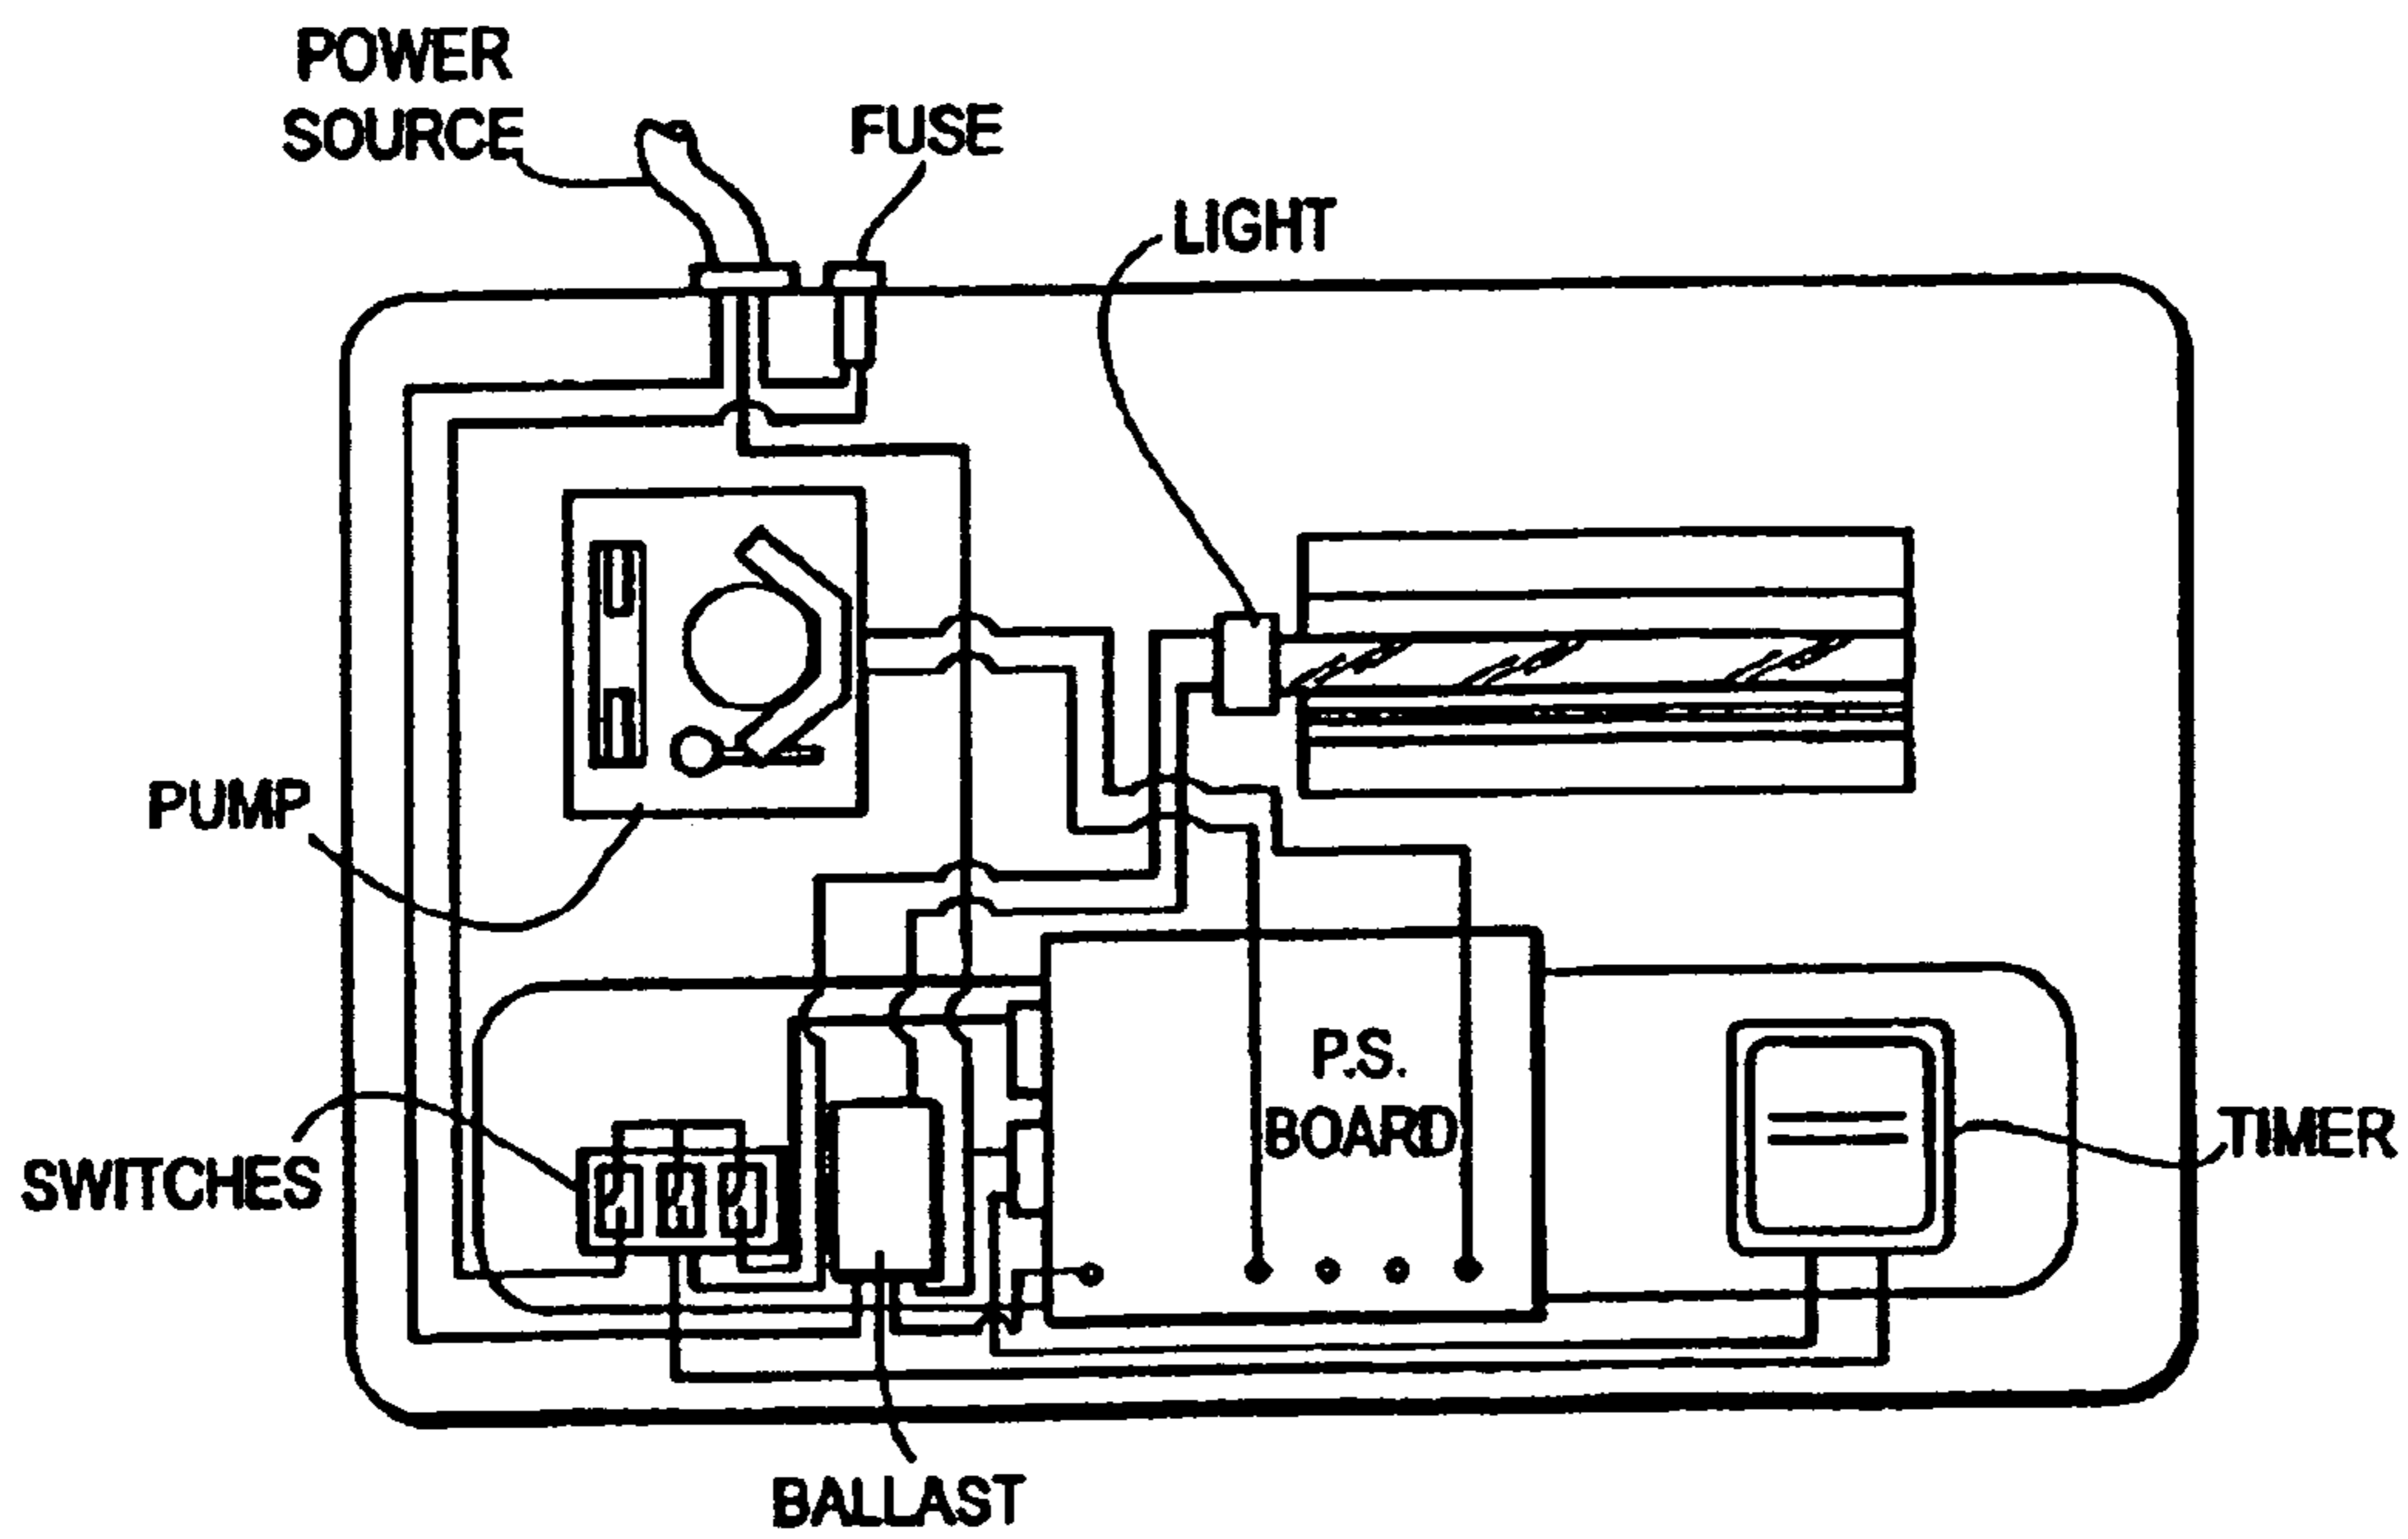 POWER
SOURCE
FUSE
LIGHT
PUMP
P.S.
BOARD
SWITCHES
TIMER
BALLAST